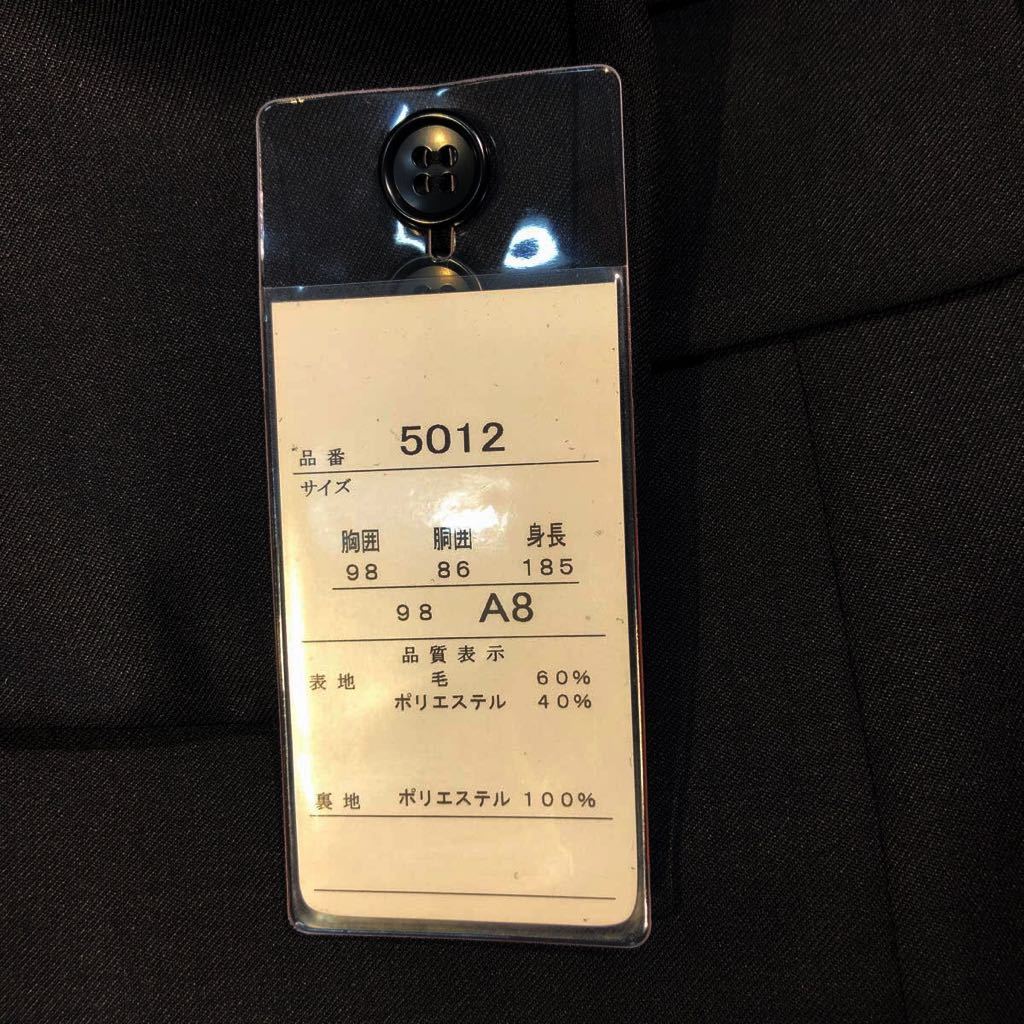 品番 5012
サイズ
胸囲 胴囲 身長
98 86 185
98 A8
品質表示
表地 毛 60%
ポリエステル 40%
裏地 ポリエステル 100%